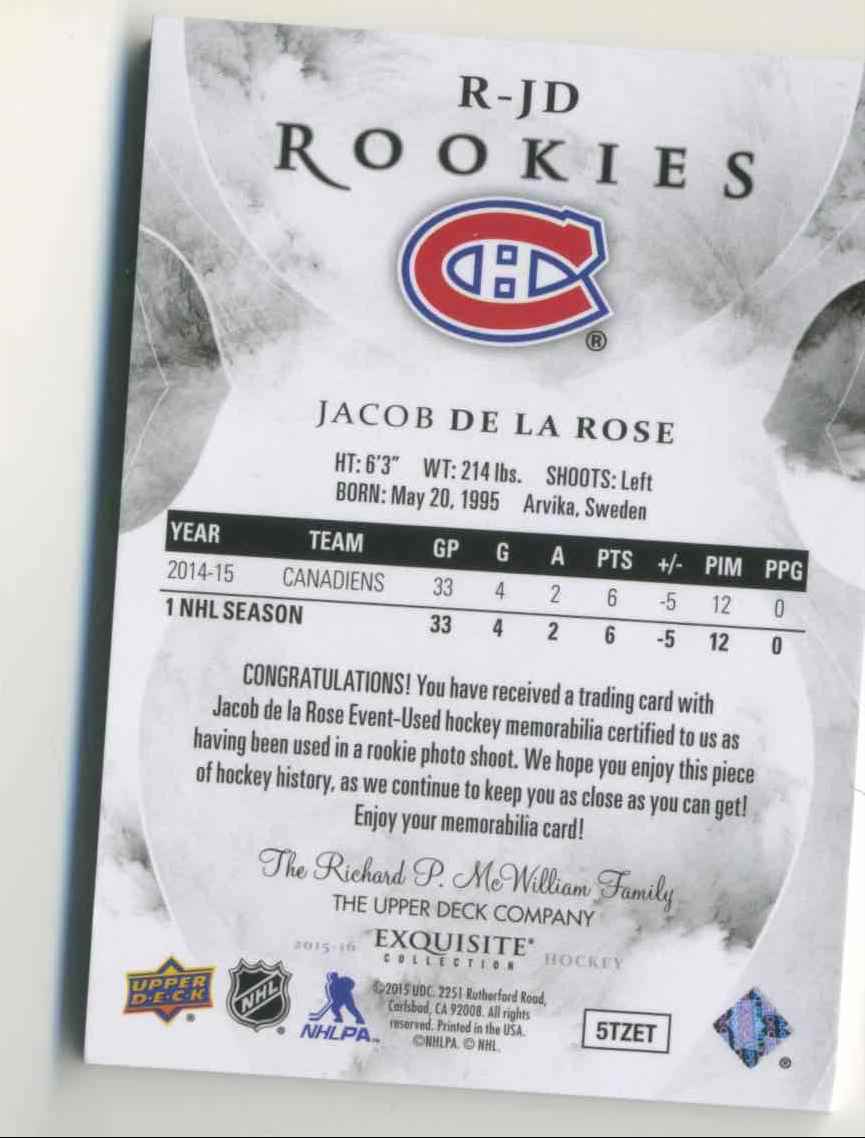 R-JD
ROOKIES
®
JACOB DE LA ROSE
HT: 6'3" WT: 214 lbs. SHOOTS: Left
BORN: May 20, 1995 Arvika, Sweden
YEAR TEAM GP G A PTS +/- PIM PPG
2014-15 CANADIENS 33 4 2 6 -5 12 0
1 NHL SEASON 33 4 2 6 -5 12 0
CONGRATULATIONS! You have received a trading card with
Jacob de la Rose Event-Used hockey memorabilia certified to us as
having been used in a rookie photo shoot. We hope you enjoy this piece
of hockey history, as we continue to keep you as close as you can get!
Enjoy your memorabilia card!
The Richard P. McWilliam Family
THE UPPER DECK COMPANY
2015-16 EXQUISITE® HOCKEY
COLLECTION
UPPER
D·E·C·K ®
NHL ®
NHLPA™
©2015 UDC. 2251 Rutherford Road,
Carlsbad, CA 92008. All rights
reserved. Printed in the USA.
©NHLPA. © NHL.
5TZET
®